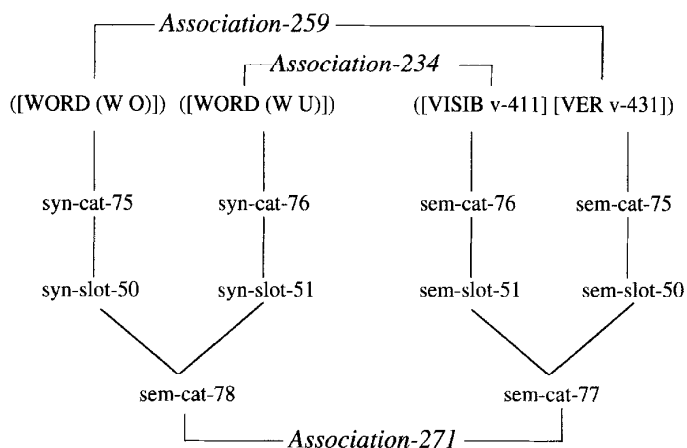 Association-259
Association-234
([WORD (W O)]) ([WORD (W U)]) ([VISIB v-411] [VER v-431])
syn-cat-75 syn-cat-76 sem-cat-76 sem-cat-75
syn-slot-50 syn-slot-51 sem-slot-51 sem-slot-50
sem-cat-78 sem-cat-77
Association-271